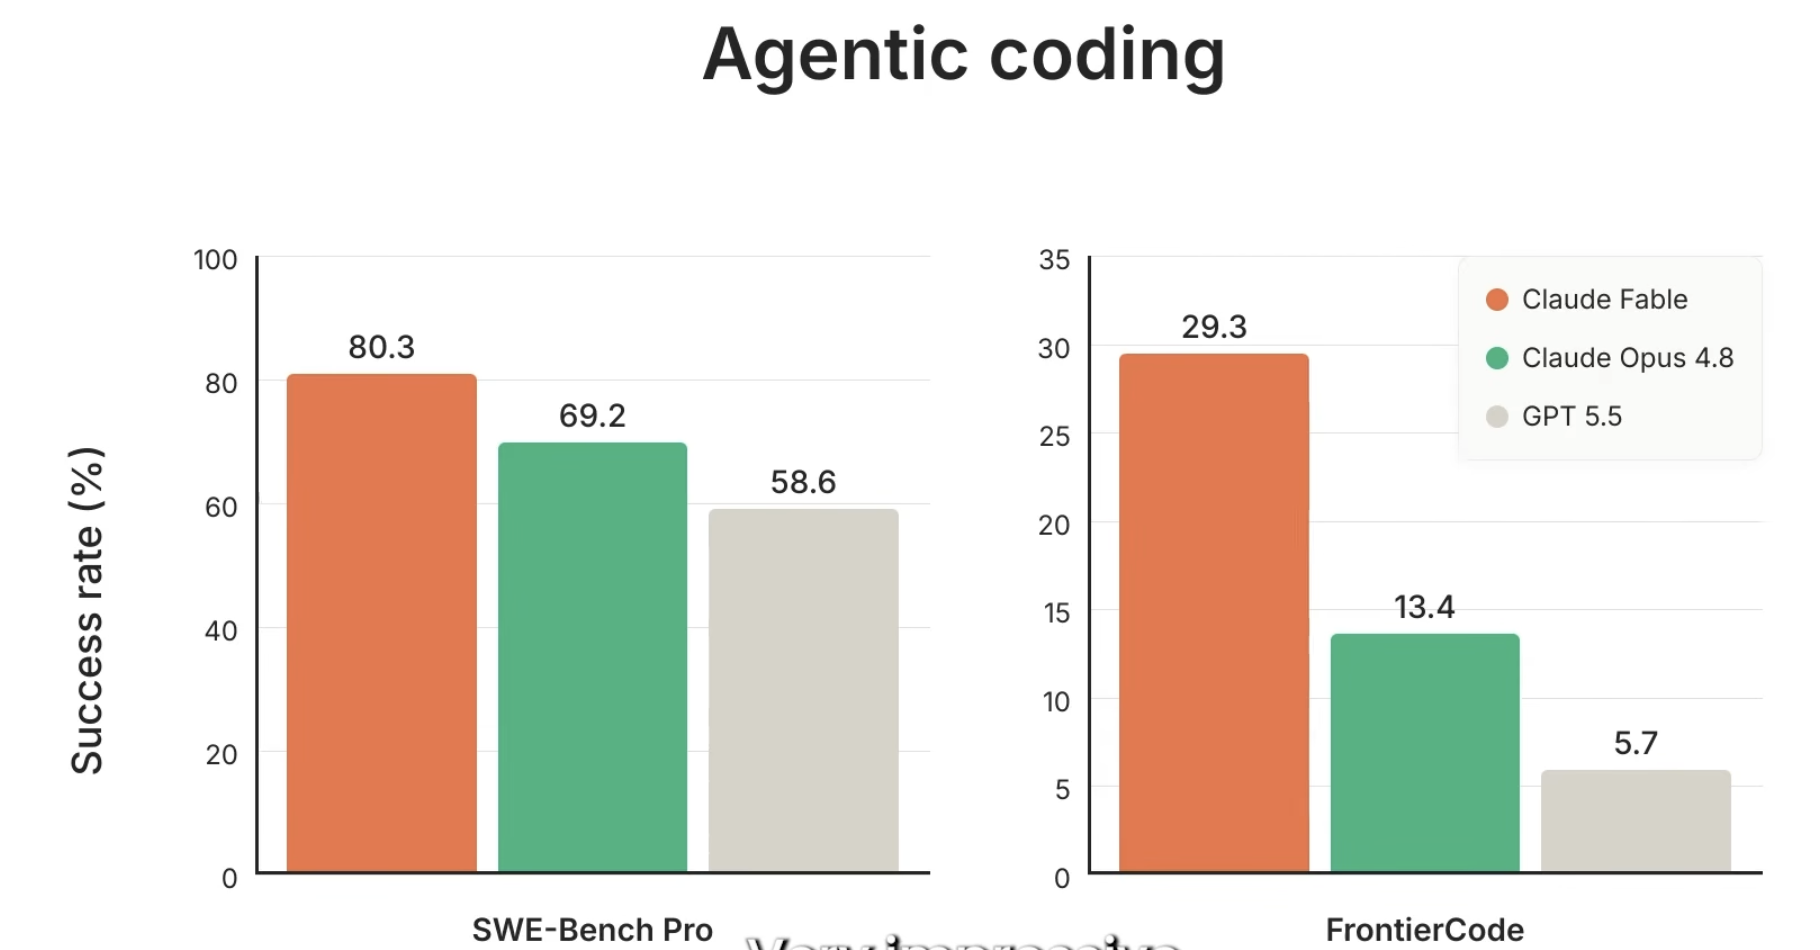 Agentic coding
Success rate (%)
100
80
60
40
20
0
80.3
69.2
58.6
SWE-Bench Pro
35
30
25
20
15
10
5
0
29.3
13.4
5.7
FrontierCode
Claude Fable
Claude Opus 4.8
GPT 5.5
Very impressive